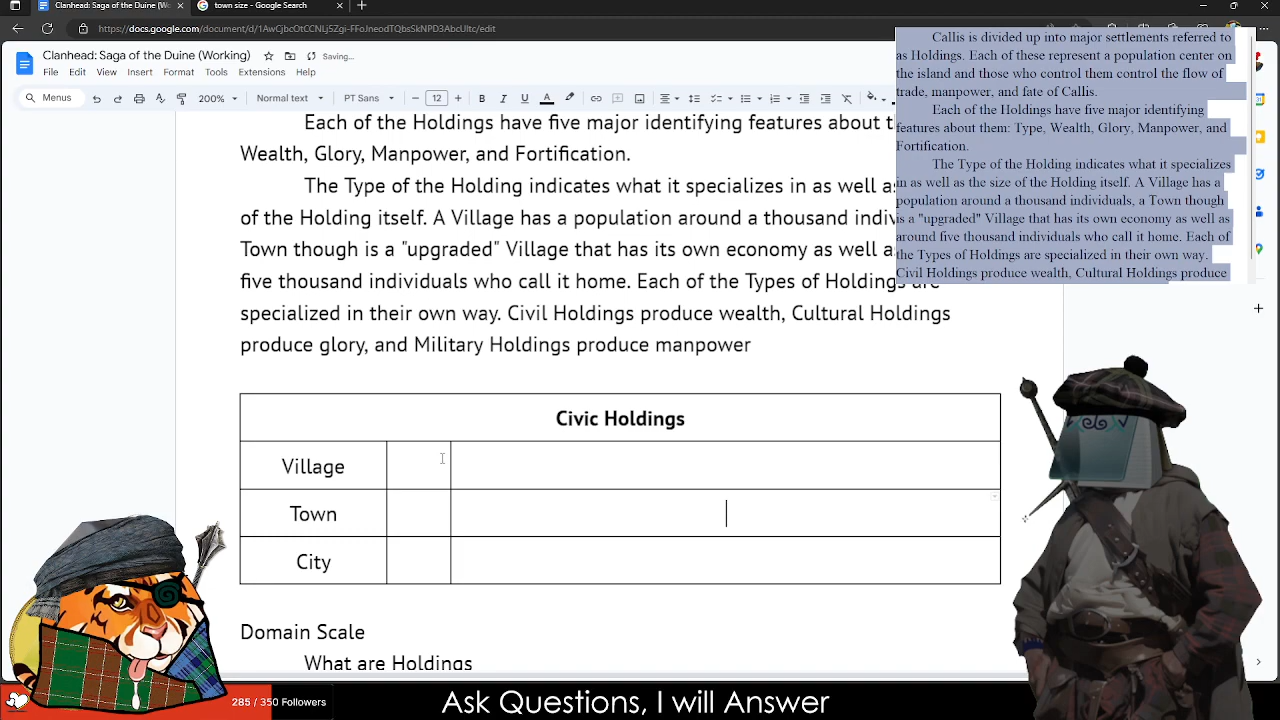 Clanhead: Saga of the Duine [W
town size - Google Search
https://docs.google.com/document/d/1AwCjbcOtCCNLj5Zgi-FFoJneodTQbsSkNPD3AbcUltc/edit
Clanhead: Saga of the Duine (Working)
Saving...
File Edit View Insert Format Tools Extensions Help
Menus 200% Normal text PT Sans 12 B I U A
Each of the Holdings have five major identifying features about
Wealth, Glory, Manpower, and Fortification.
The Type of the Holding indicates what it specializes in as well
of the Holding itself. A Village has a population around a thousand
Town though is a "upgraded" Village that has its own economy as well
five thousand individuals who call it home. Each of the Types of Holdings are
specialized in their own way. Civil Holdings produce wealth, Cultural Holdings
produce glory, and Military Holdings produce manpower
Civic Holdings
Village
Town
City
Domain Scale
What are Holdings
Callis is divided up into major settlements referred to
as Holdings. Each of these represent a population center on
the island and those who control them control the flow of
trade, manpower, and fate of Callis.
Each of the Holdings have five major identifying
features about them: Type, Wealth, Glory, Manpower, and
Fortification.
The Type of the Holding indicates what it specializes
in as well as the size of the Holding itself. A Village has a
population around a thousand individuals, a Town though
is a "upgraded" Village that has its own economy as well as
around five thousand individuals who call it home. Each of
the Types of Holdings are specialized in their own way.
Civil Holdings produce wealth, Cultural Holdings produce
285 / 350 Followers
Ask Questions, I will Answer